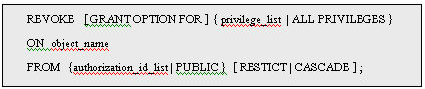 REVOKE [GRANT OPTION FOR] { privilege_list | ALL PRIVILEGES }
ON object_name
FROM {authorization_id_list | PUBLIC} [RESTICT | CASCADE ];